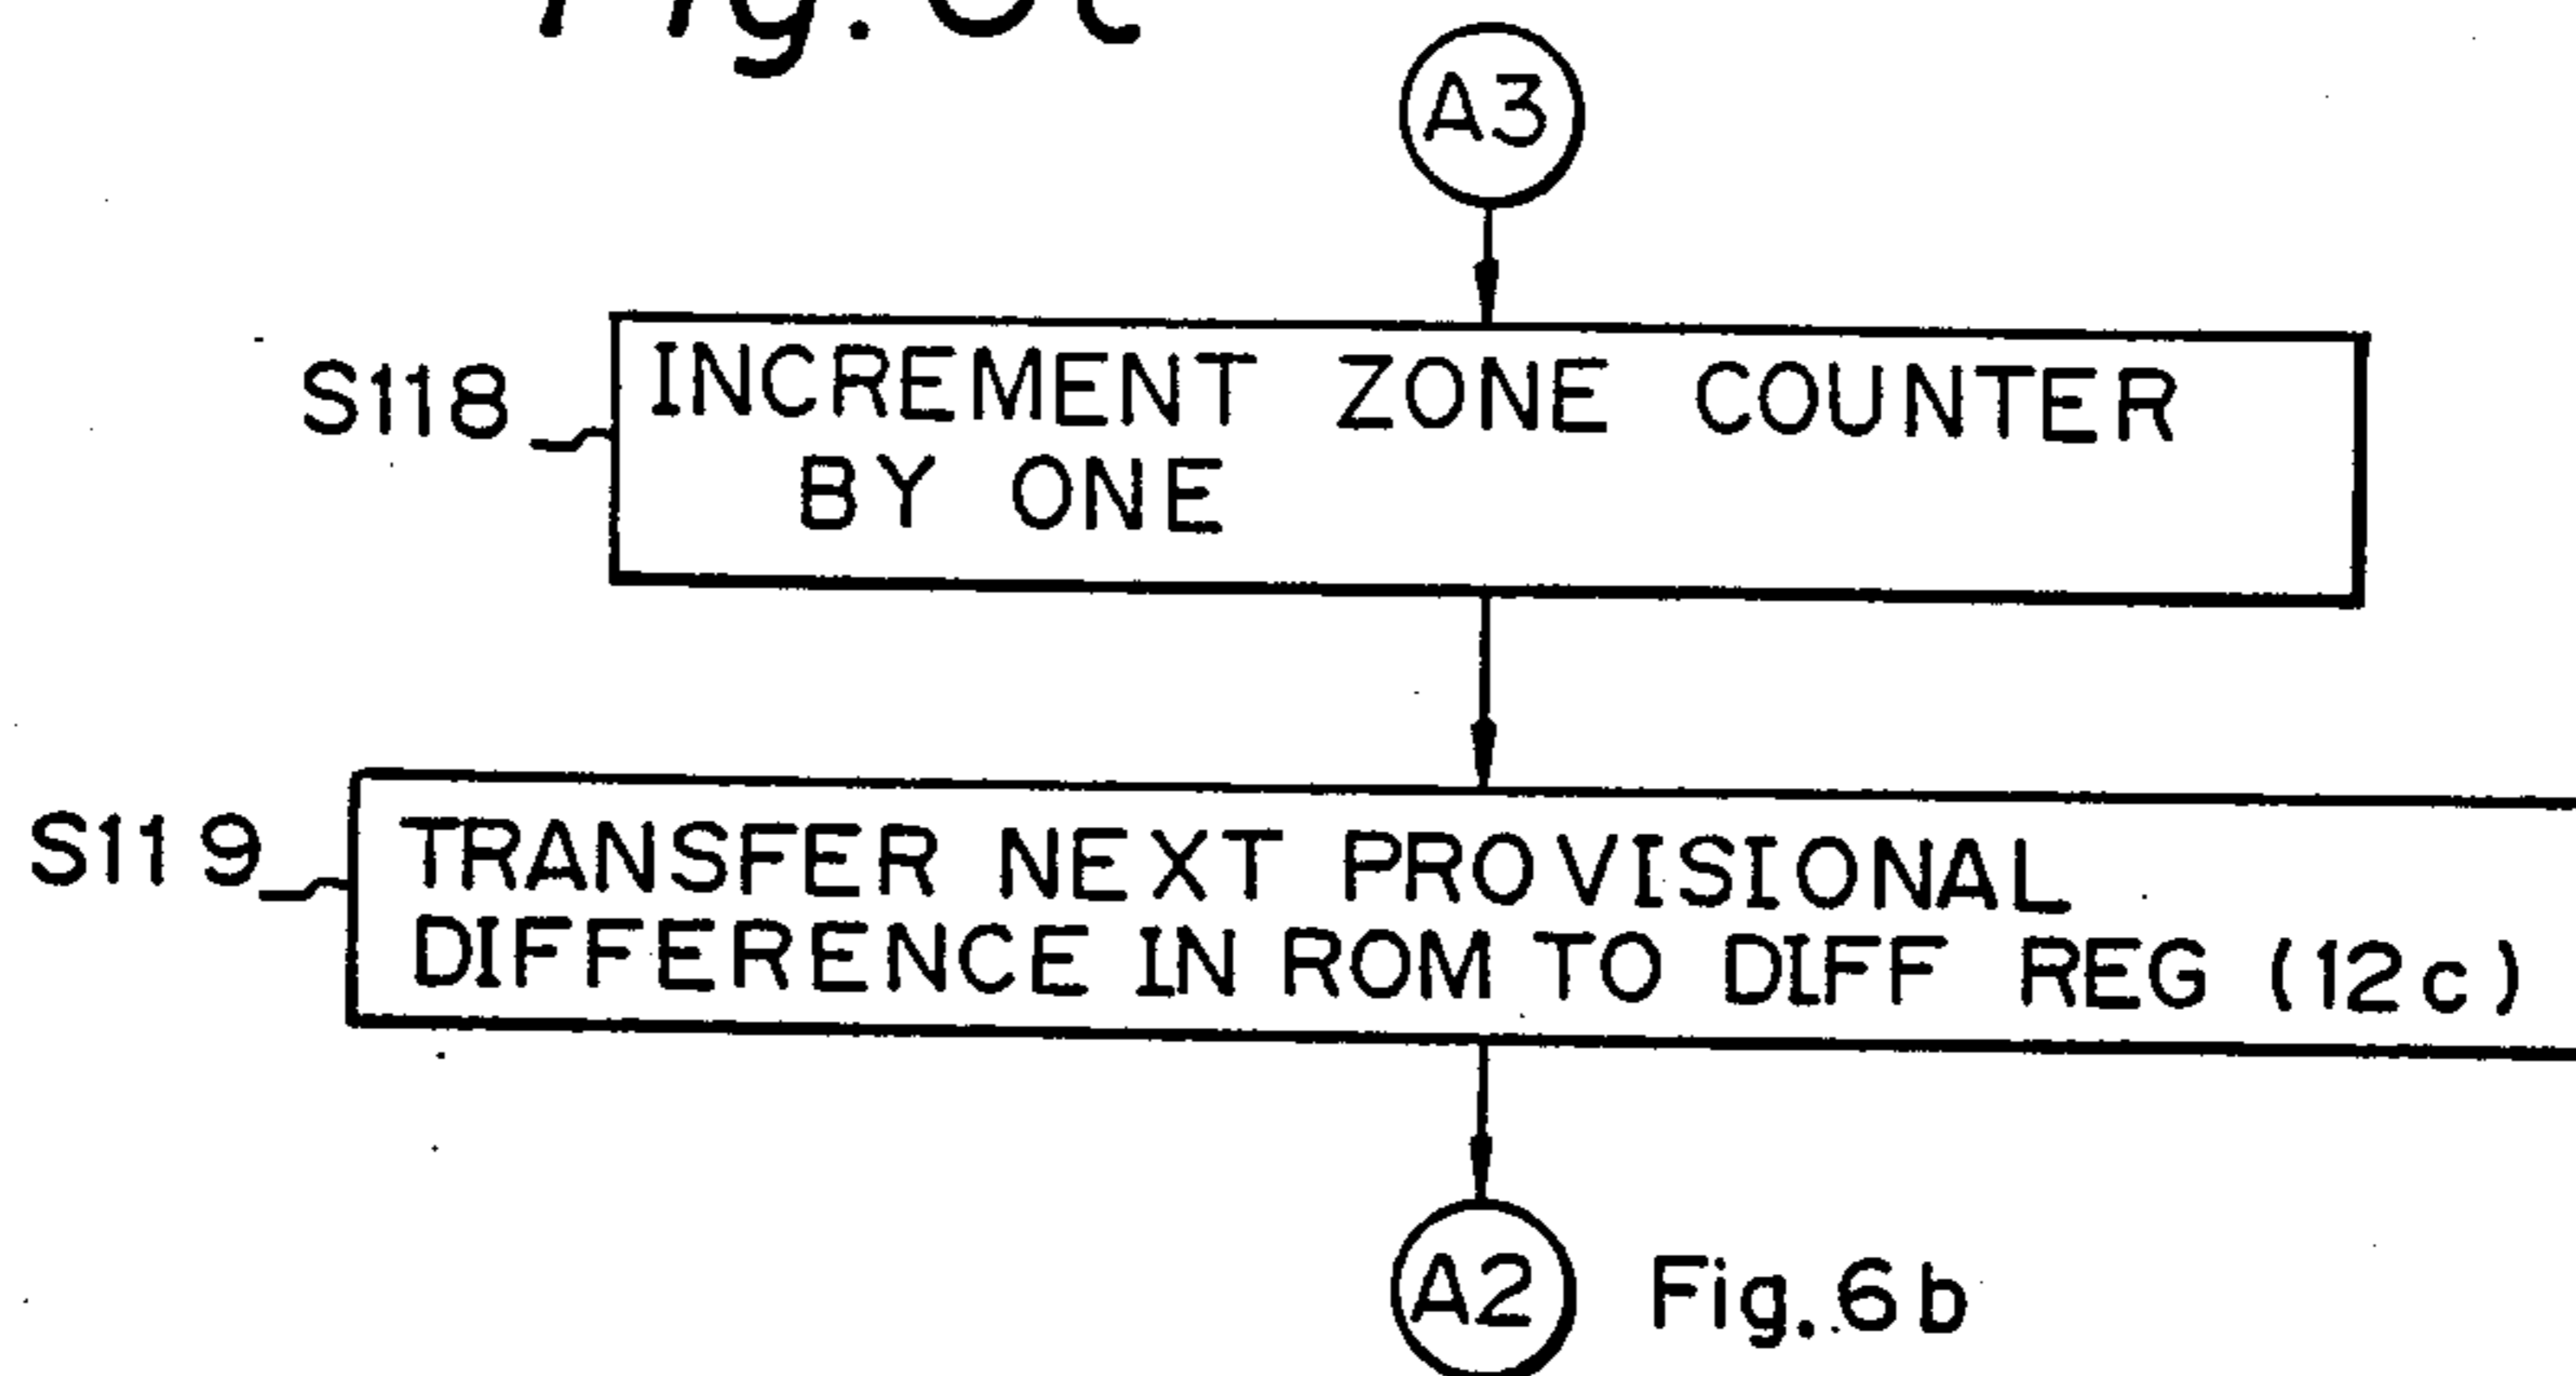 A3
S118
INCREMENT ZONE COUNTER
BY ONE
S119
TRANSFER NEXT PROVISIONAL
DIFFERENCE IN ROM TO DIFF REG (12c)
A2
Fig.6b